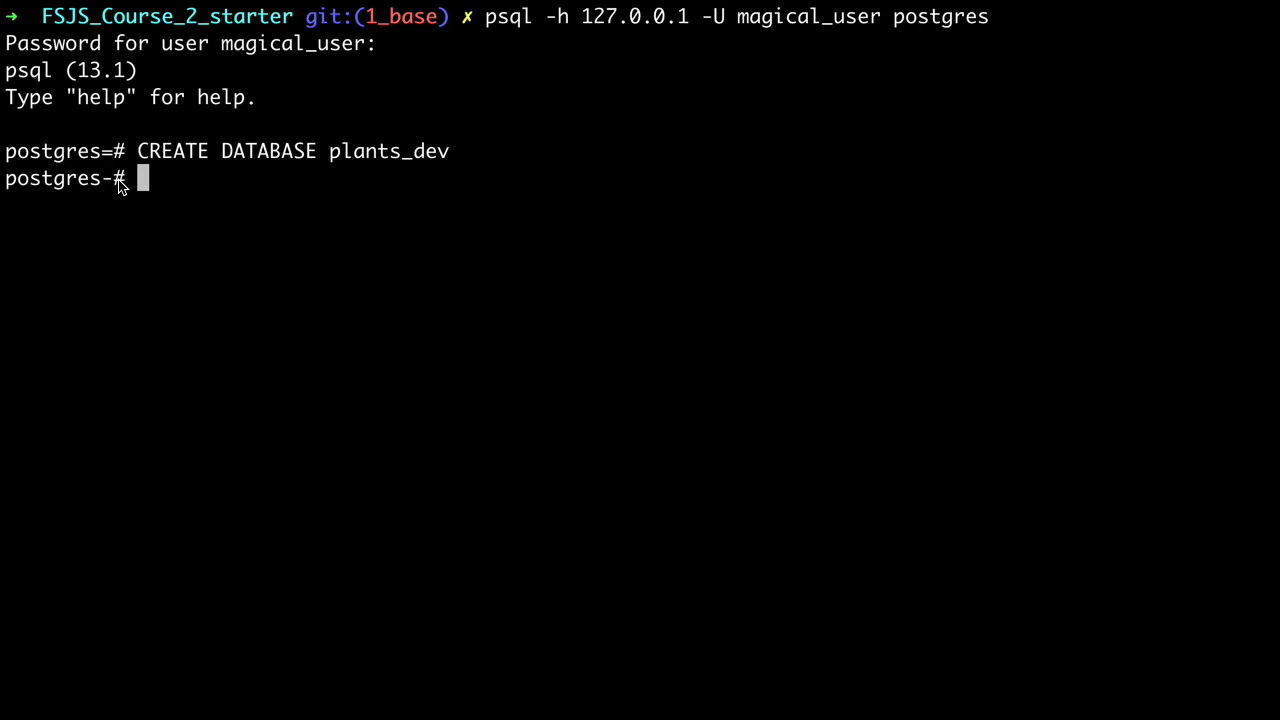 ➜  FSJS_Course_2_starter git:(1_base) ✗ psql -h 127.0.0.1 -U magical_user postgres
Password for user magical_user:
psql (13.1)
Type "help" for help.
postgres=# CREATE DATABASE plants_dev
postgres-#